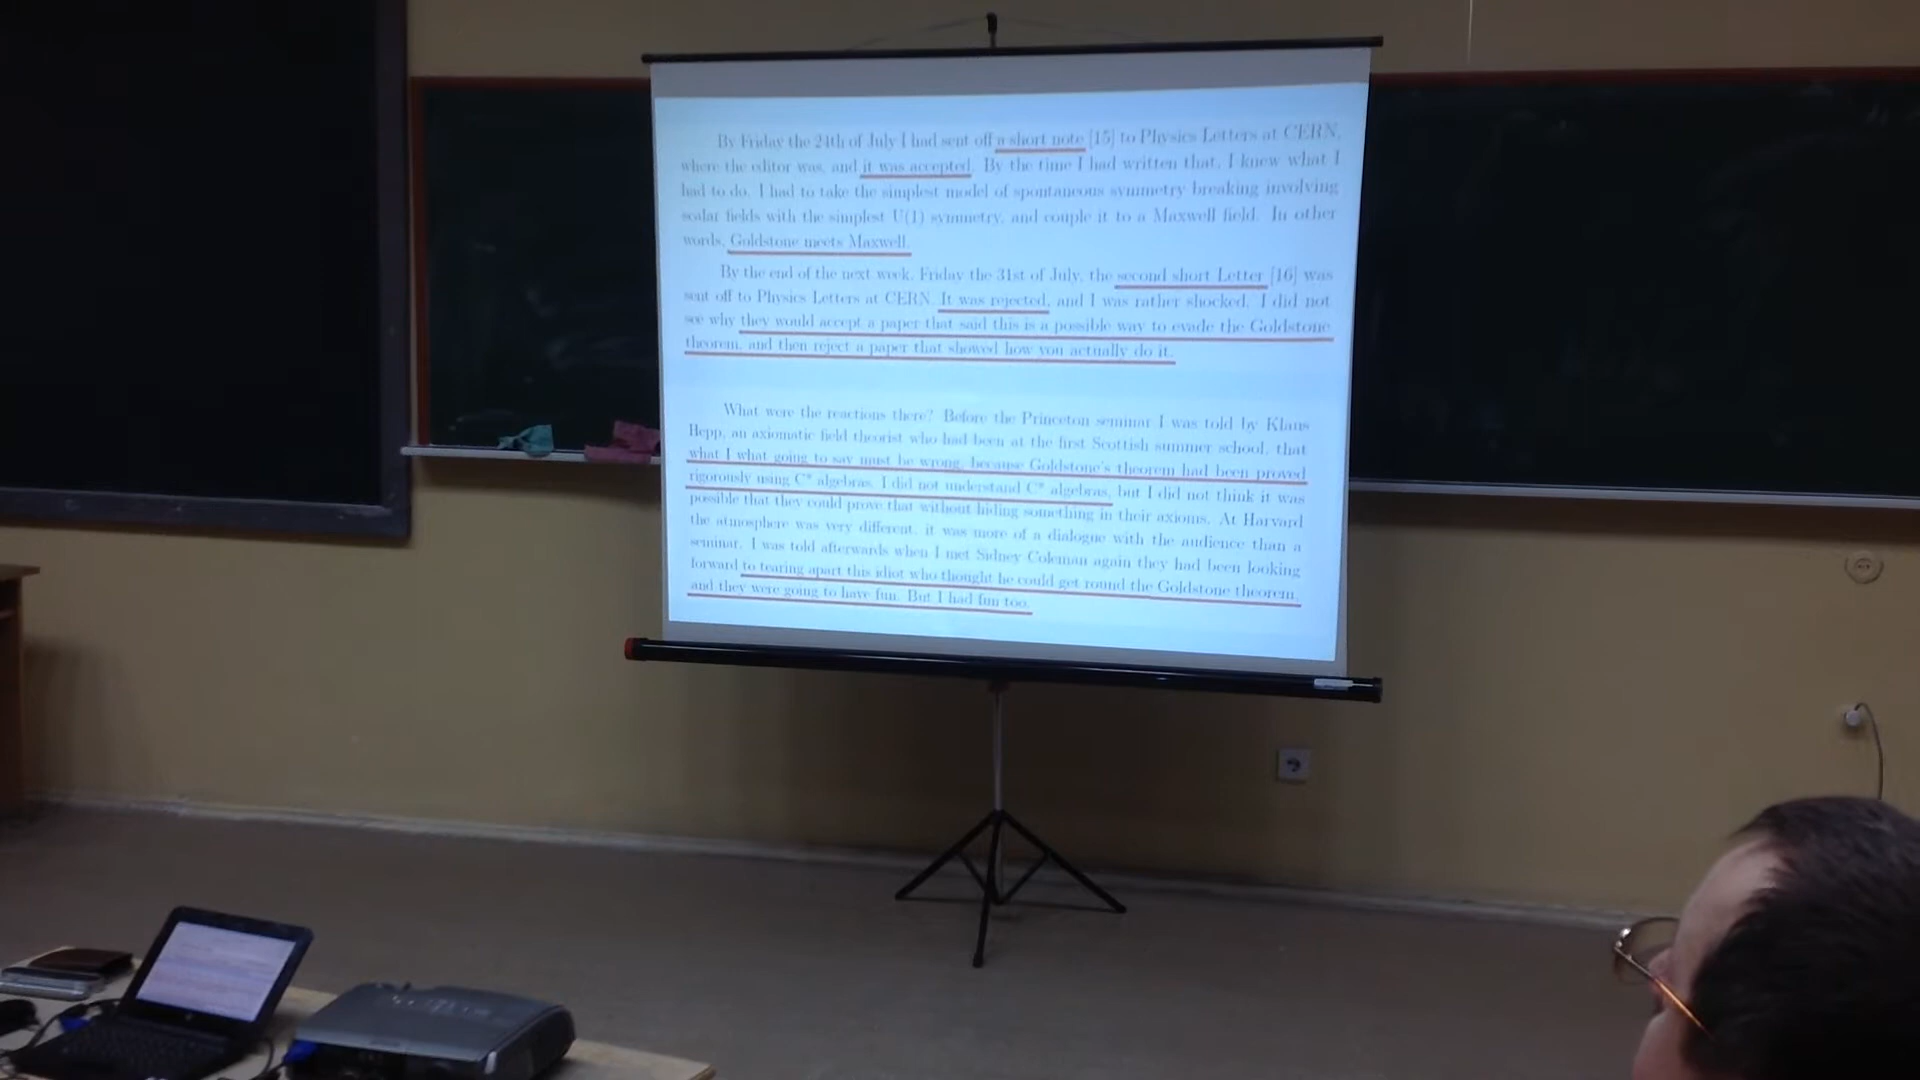 By Friday the 24th of July I had sent off a short note [15] to Physics Letters at CERN,
where the editor was, and it was accepted. By the time I had written that, I knew what I
had to do. I had to take the simplest model of spontaneous symmetry breaking involving
scalar fields with the simplest U(1) symmetry, and couple it to a Maxwell field. In other
words, Goldstone meets Maxwell.
By the end of the next week, Friday the 31st of July, the second short Letter [16] was
sent off to Physics Letters at CERN. It was rejected, and I was rather shocked. I did not
see why they would accept a paper that said this is a possible way to evade the Goldstone
theorem, and then reject a paper that showed how you actually do it.
What were the reactions there? Before the Princeton seminar I was told by Klaus
Hepp, an axiomatic field theorist who had been at the first Scottish summer school, that
what I what going to say must be wrong, because Goldstone's theorem had been proved
rigorously using C* algebras. I did not understand C* algebras, but I did not think it was
possible that they could prove that without hiding something in their axioms. At Harvard
the atmosphere was very different, it was more of a dialogue with the audience than a
seminar. I was told afterwards when I met Sidney Coleman again they had been looking
forward to tearing apart this idiot who thought he could get round the Goldstone theorem,
and they were going to have fun. But I had fun too.